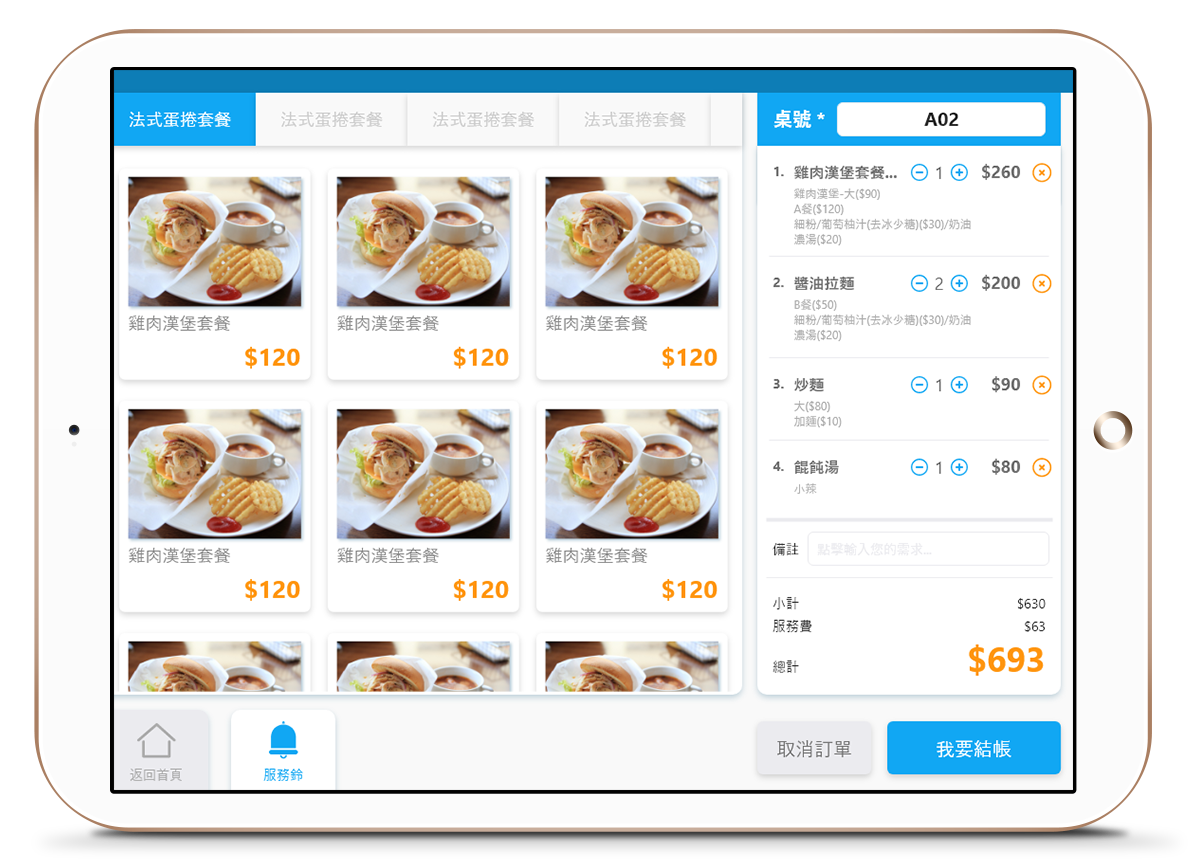 法式蛋捲套餐
法式蛋捲套餐
法式蛋捲套餐
法式蛋捲套餐
雞肉漢堡套餐
$120
雞肉漢堡套餐
$120
雞肉漢堡套餐
$120
雞肉漢堡套餐
$120
雞肉漢堡套餐
$120
雞肉漢堡套餐
$120
返回首頁
服務鈴
桌號 * A02
1. 雞肉漢堡套餐... 1 $260
雞肉漢堡-大($90)
A餐($120)
細粉/葡萄柚汁(去冰少糖)($30)/奶油
濃湯($20)
2. 醬油拉麵 2 $200
B餐($50)
細粉/葡萄柚汁(去冰少糖)($30)/奶油
濃湯($20)
3. 炒麵 1 $90
大($80)
加麵($10)
4. 餛飩湯 1 $80
小辣
備註 點擊輸入您的需求...
小計 $630
服務費 $63
總計 $693
取消訂單
我要結帳